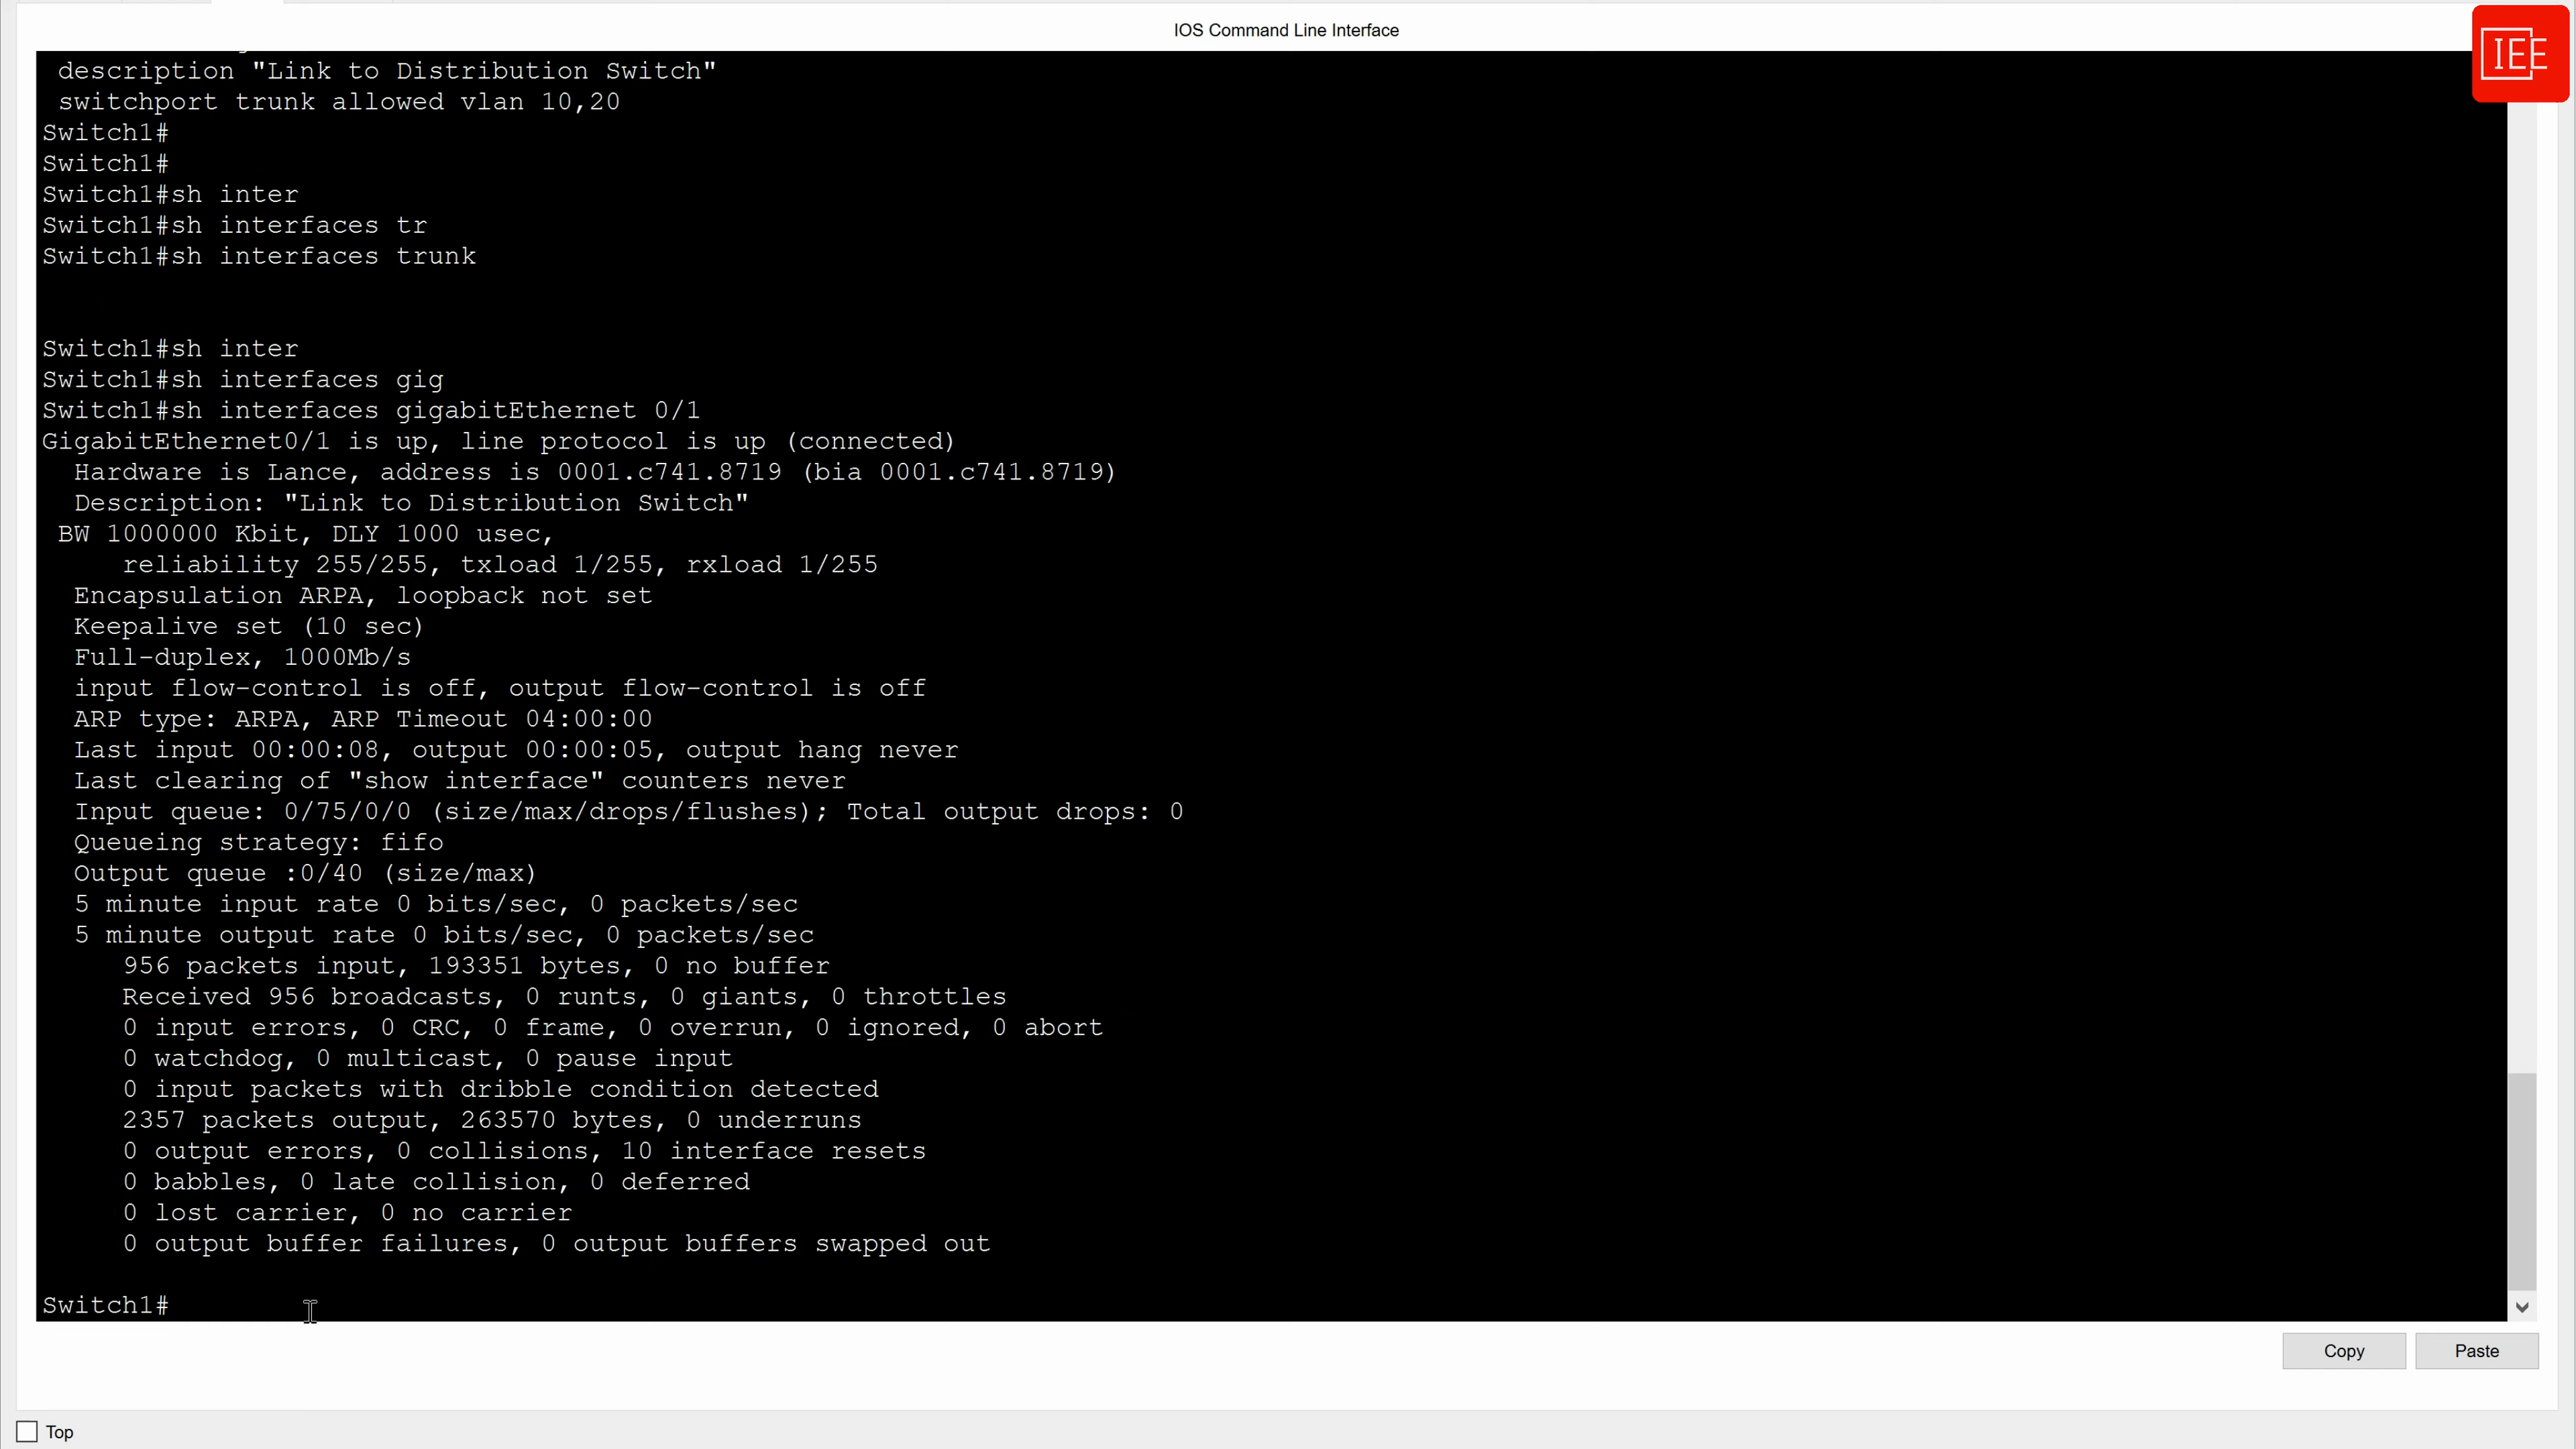 IOS Command Line Interface
IEE
description "Link to Distribution Switch"
switchport trunk allowed vlan 10,20
Switch1#
Switch1#
Switch1#sh inter
Switch1#sh interfaces tr
Switch1#sh interfaces trunk
Switch1#sh inter
Switch1#sh interfaces gig
Switch1#sh interfaces gigabitEthernet 0/1
GigabitEthernet0/1 is up, line protocol is up (connected)
Hardware is Lance, address is 0001.c741.8719 (bia 0001.c741.8719)
Description: "Link to Distribution Switch"
BW 1000000 Kbit, DLY 1000 usec,
reliability 255/255, txload 1/255, rxload 1/255
Encapsulation ARPA, loopback not set
Keepalive set (10 sec)
Full-duplex, 1000Mb/s
input flow-control is off, output flow-control is off
ARP type: ARPA, ARP Timeout 04:00:00
Last input 00:00:08, output 00:00:05, output hang never
Last clearing of "show interface" counters never
Input queue: 0/75/0/0 (size/max/drops/flushes); Total output drops: 0
Queueing strategy: fifo
Output queue :0/40 (size/max)
5 minute input rate 0 bits/sec, 0 packets/sec
5 minute output rate 0 bits/sec, 0 packets/sec
956 packets input, 193351 bytes, 0 no buffer
Received 956 broadcasts, 0 runts, 0 giants, 0 throttles
0 input errors, 0 CRC, 0 frame, 0 overrun, 0 ignored, 0 abort
0 watchdog, 0 multicast, 0 pause input
0 input packets with dribble condition detected
2357 packets output, 263570 bytes, 0 underruns
0 output errors, 0 collisions, 10 interface resets
0 babbles, 0 late collision, 0 deferred
0 lost carrier, 0 no carrier
0 output buffer failures, 0 output buffers swapped out
Switch1#
Copy
Paste
Top